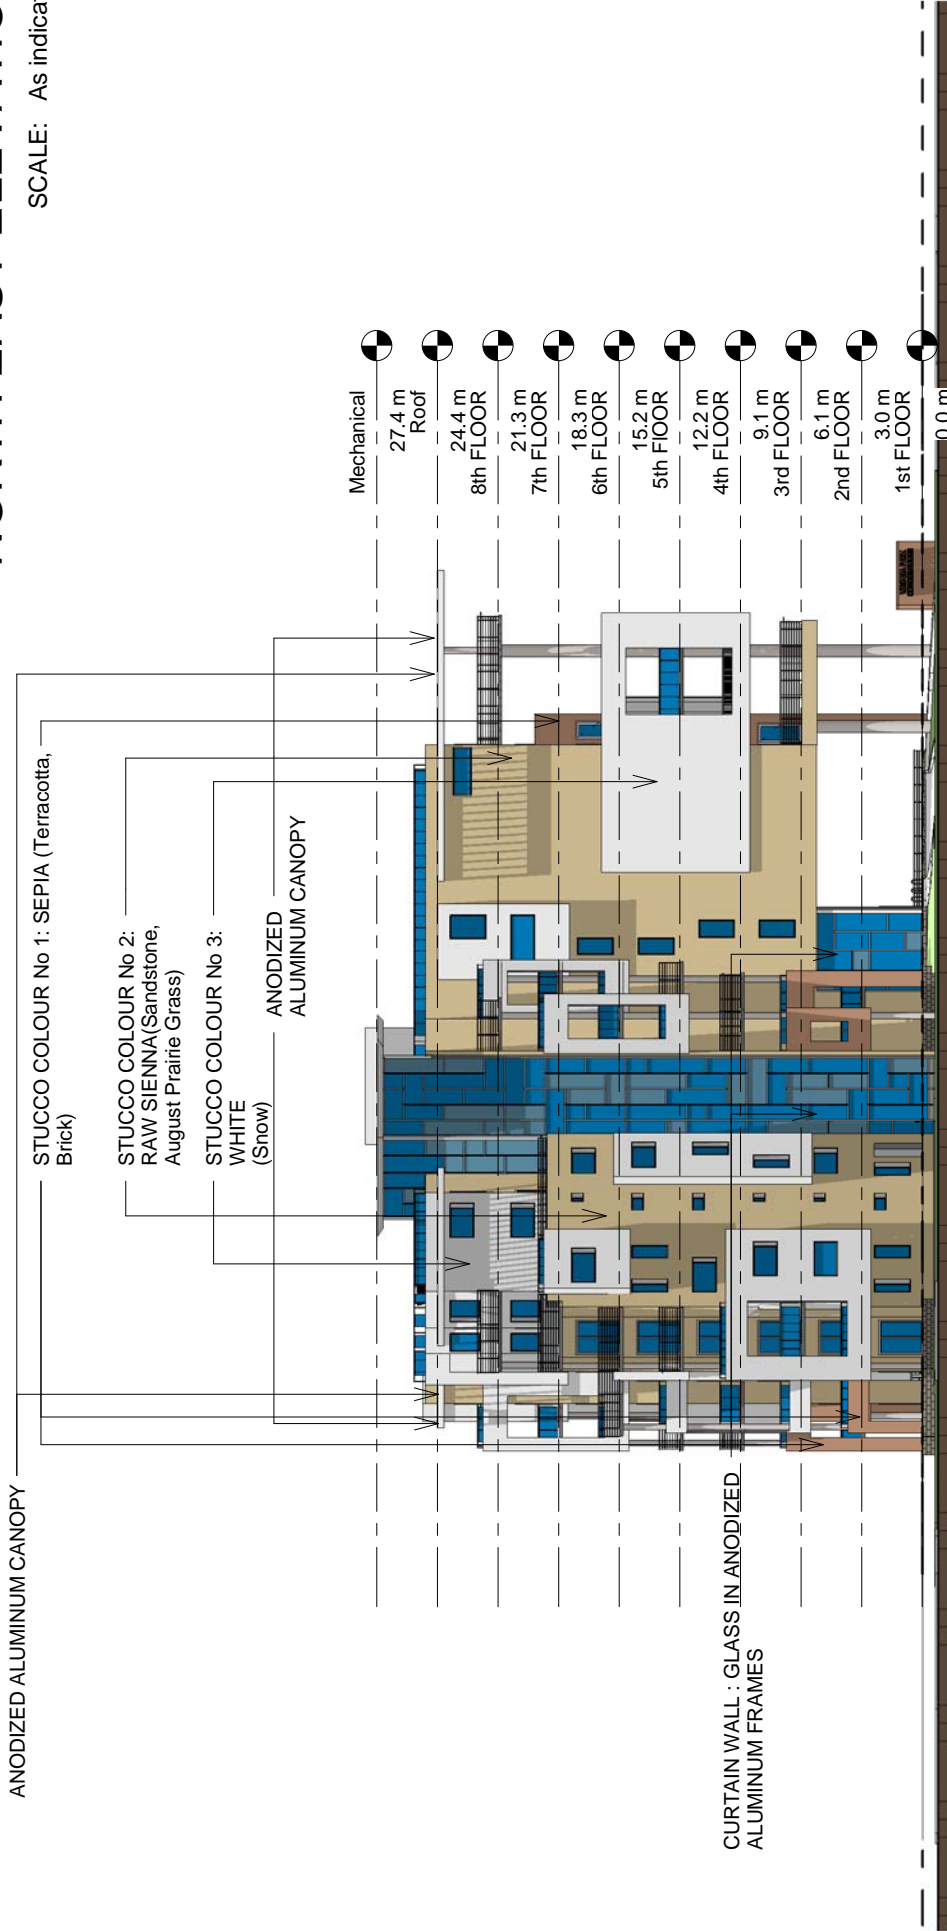 SCALE: As indicat
ANODIZED ALUMINUM CANOPY
STUCCO COLOUR No 1: SEPIA (Terracotta,
Brick)
STUCCO COLOUR No 2:
RAW SIENNA(Sandstone,
August Prairie Grass)
STUCCO COLOUR No 3:
WHITE
(Snow)
ANODIZED
ALUMINUM CANOPY
Mechanical
27.4 m
Roof
24.4 m
8th FLOOR
21.3 m
7th FLOOR
18.3 m
6th FLOOR
15.2 m
5th FlOOR
12.2 m
4th FLOOR
9.1 m
3rd FLOOR
6.1 m
2nd FLOOR
3.0 m
1st FLOOR
0.0 m
CURTAIN WALL : GLASS IN ANODIZED
ALUMINUM FRAMES